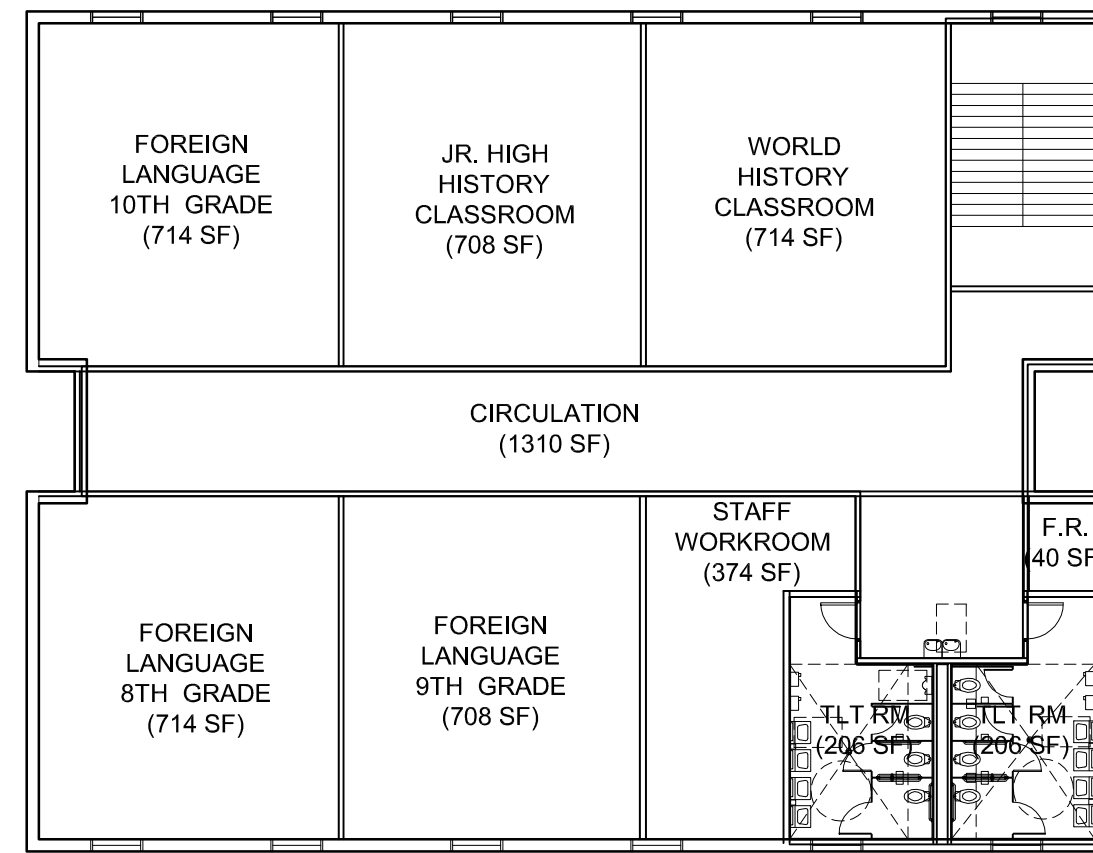 FOREIGN
LANGUAGE
10TH GRADE
(714 SF)
JR. HIGH
HISTORY
CLASSROOM
(708 SF)
WORLD
HISTORY
CLASSROOM
(714 SF)
CIRCULATION
(1310 SF)
FOREIGN
LANGUAGE
8TH GRADE
(714 SF)
FOREIGN
LANGUAGE
9TH GRADE
(708 SF)
STAFF
WORKROOM
(374 SF)
F.R.
(40 SF
TLT RM
(206 SF)
TLT RM
(206 SF)